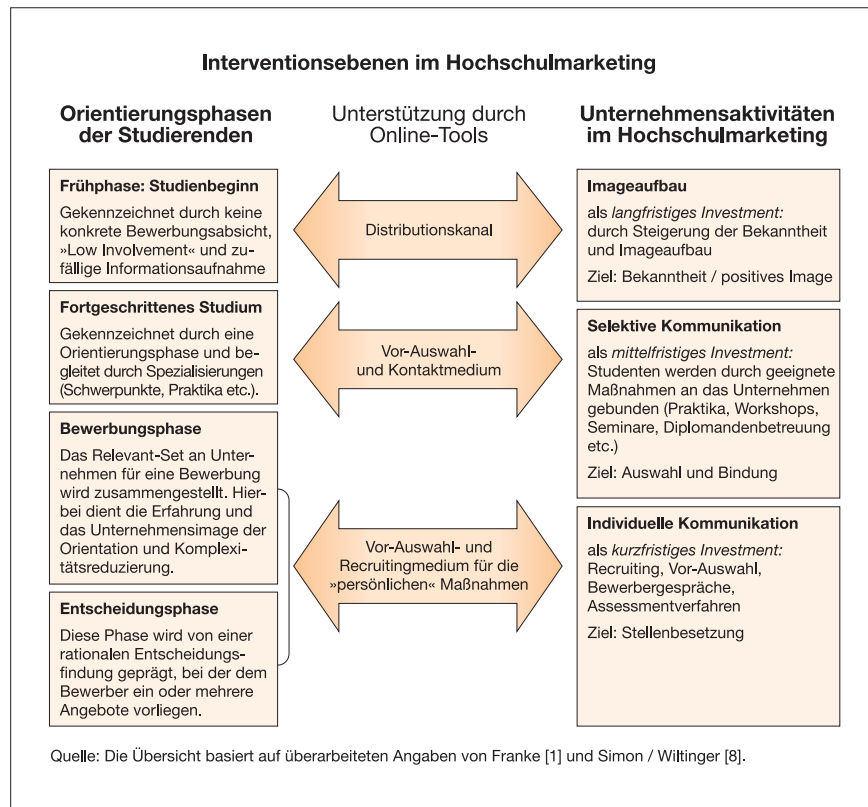 Interventionsebenen im Hochschulmarketing
Orientierungsphasen
der Studierenden
Unterstützung durch
Online-Tools
Unternehmensaktivitäten
im Hochschulmarketing
Frühphase: Studienbeginn
Gekennzeichnet durch keine
konkrete Bewerbungsabsicht,
»Low Involvement« und zu-
fällige Informationsaufnahme
Distributionskanal
Imageaufbau
als langfristiges Investment:
durch Steigerung der Bekanntheit
und Imageaufbau
Ziel: Bekanntheit / positives Image
Fortgeschrittenes Studium
Gekennzeichnet durch eine
Orientierungsphase und be-
gleitet durch Spezialisierungen
(Schwerpunkte, Praktika etc.).
Vor-Auswahl-
und Kontaktmedium
Selektive Kommunikation
als mittelfristiges Investment:
Studenten werden durch geeignete
Maßnahmen an das Unternehmen
gebunden (Praktika, Workshops,
Seminare, Diplomandenbetreuung
etc.)
Ziel: Auswahl und Bindung
Bewerbungsphase
Das Relevant-Set an Unter-
nehmen für eine Bewerbung
wird zusammengestellt. Hier-
bei dient die Erfahrung und
das Unternehmensimage der
Orientation und Komplexi-
tätsreduzierung.
Entscheidungsphase
Diese Phase wird von einer
rationalen Entscheidungs-
findung geprägt, bei der dem
Bewerber ein oder mehrere
Angebote vorliegen.
Vor-Auswahl- und
Recruitingmedium für die
»persönlichen« Maßnahmen
Individuelle Kommunikation
als kurzfristiges Investment:
Recruiting, Vor-Auswahl,
Bewerbergespräche,
Assessmentverfahren
Ziel: Stellenbesetzung
Quelle: Die Übersicht basiert auf überarbeiteten Angaben von Franke [1] und Simon / Wiltinger [8].